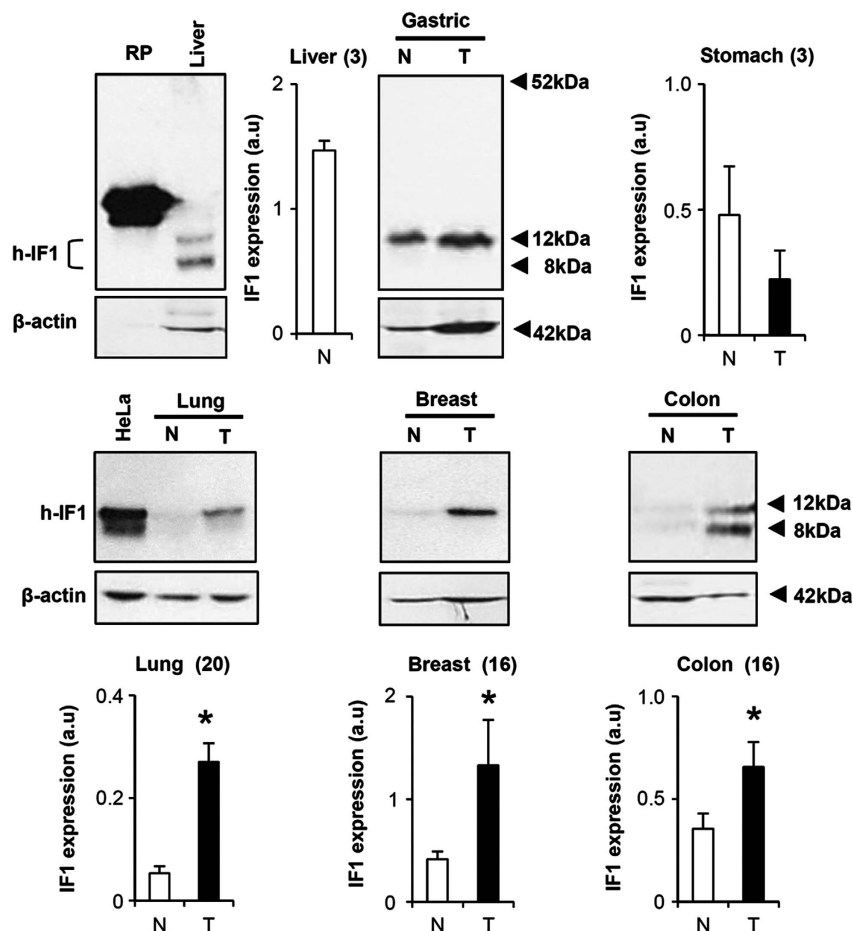 RP
Liver
h-IF1
β-actin
Liver (3)
IF1 expression (a.u)
2
1
0
N
Gastric
N T
52kDa
12kDa
8kDa
42kDa
Stomach (3)
IF1 expression (a.u)
1.0
0.5
0
N T
HeLa
Lung
N T
h-IF1
β-actin
Breast
N T
Colon
N T
12kDa
8kDa
42kDa
Lung (20)
IF1 expression (a.u)
0.4
0.2
0
*
N T
Breast (16)
IF1 expression (a.u)
2
1
0
*
N T
Colon (16)
IF1 expression (a.u)
1.0
0.5
0
*
N T